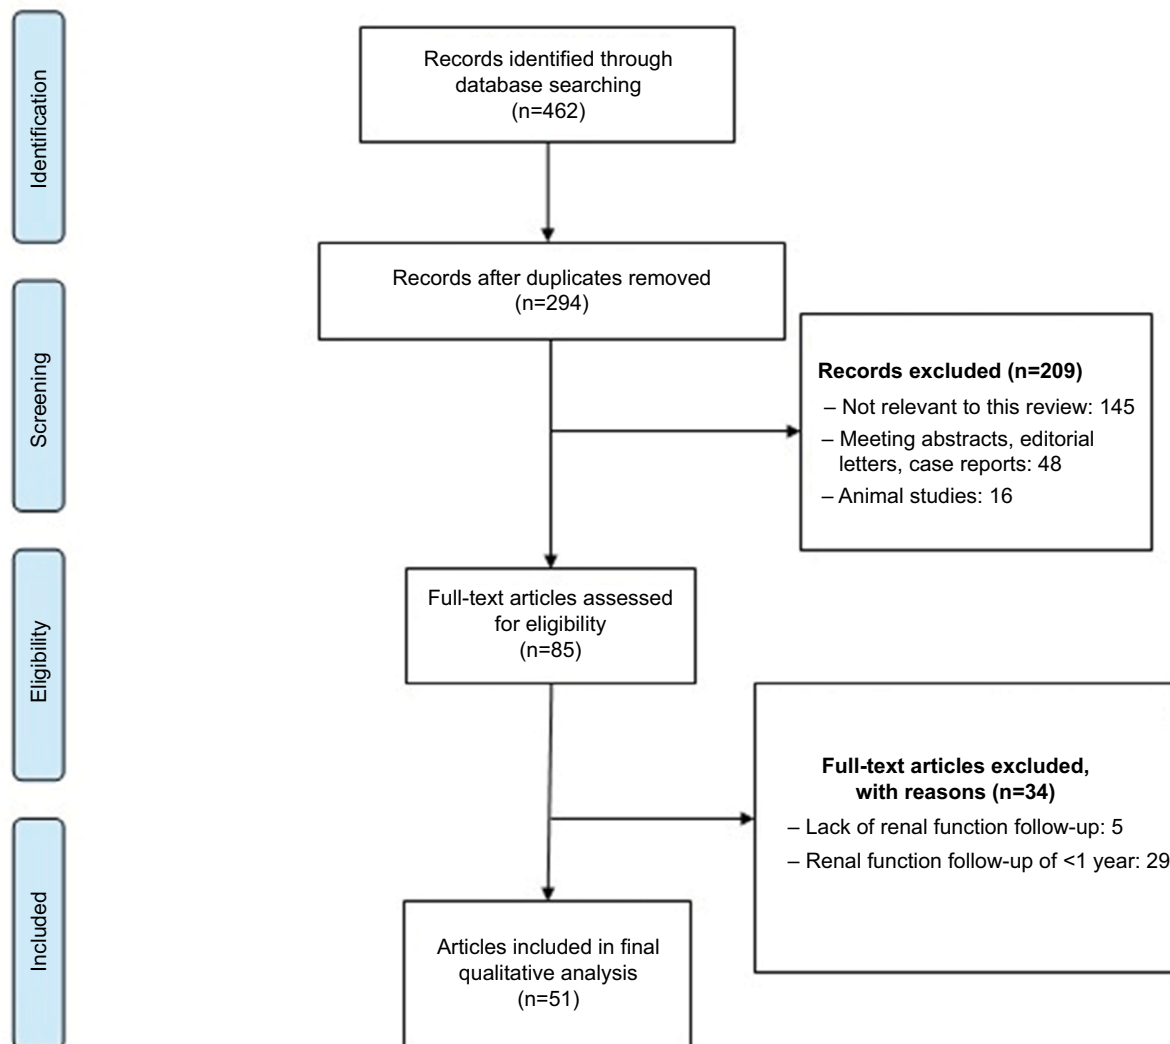 Identification
Records identified through
database searching
(n=462)
Records after duplicates removed
(n=294)
Screening
Records excluded (n=209)
– Not relevant to this review: 145
– Meeting abstracts, editorial
letters, case reports: 48
– Animal studies: 16
Eligibility
Full-text articles assessed
for eligibility
(n=85)
Full-text articles excluded,
with reasons (n=34)
– Lack of renal function follow-up: 5
– Renal function follow-up of <1 year: 29
Included
Articles included in final
qualitative analysis
(n=51)